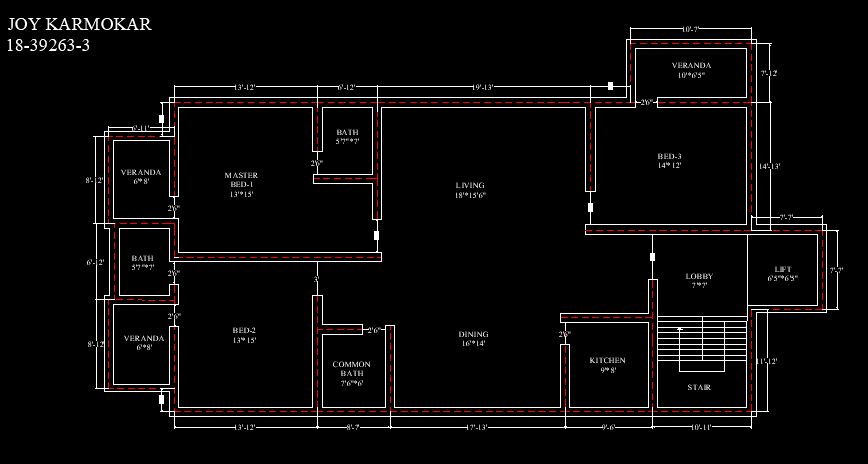 JOY KARMOKAR
18-39263-3
10'-7"
VERANDA
10'*6'5"
7'-12"
13'-12'
6'-12'
19'-13'
2'6"
6'-11'
BATH
5'7"*7'
2'6"
BED-3
14'*12'
14'-13'
VERANDA
6'*8'
8'-12'
MASTER
BED-1
13'*15'
LIVING
18'*15'6"
2'6"
7'-7"
BATH
5'7"*7'
6'-12'
2'6"
3'
LOBBY
7'*7'
LIFT
6'5"*6'5"
7'-7"
2'6"
VERANDA
6'*8'
8'-12'
BED-2
13'*15'
2'6"
DINING
16'*14'
2'6"
COMMON
BATH
7'6"*6'
KITCHEN
9'*8'
11'-12'
STAIR
13'-12'
8'-7'
17'-13'
9'-6'
10'-11'